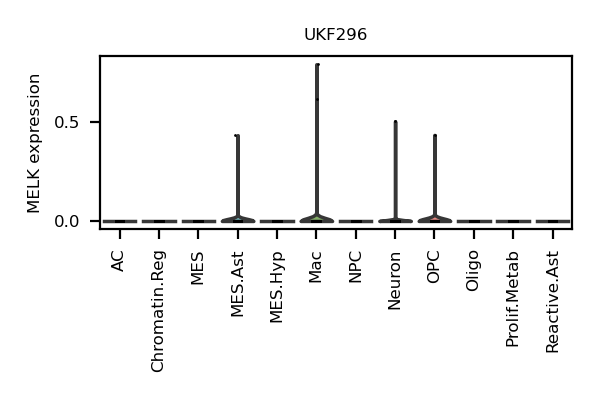 UKF296
MELK expression
0.5
0.0
AC
Chromatin.Reg
MES
MES.Ast
MES.Hyp
Mac
NPC
Neuron
OPC
Oligo
Prolif.Metab
Reactive.Ast